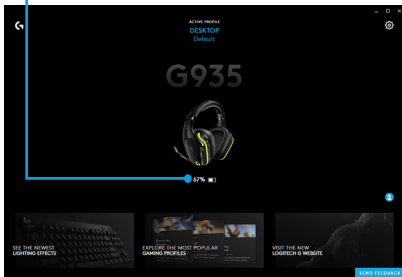 ACTIVE PROFILE
DESKTOP
Default
G935
67%
SEE THE NEWEST
LIGHTING EFFECTS
EXPLORE THE MOST POPULAR
GAMING PROFILES
VISIT THE NEW
LOGITECH G WEBSITE
SEND FEEDBACK